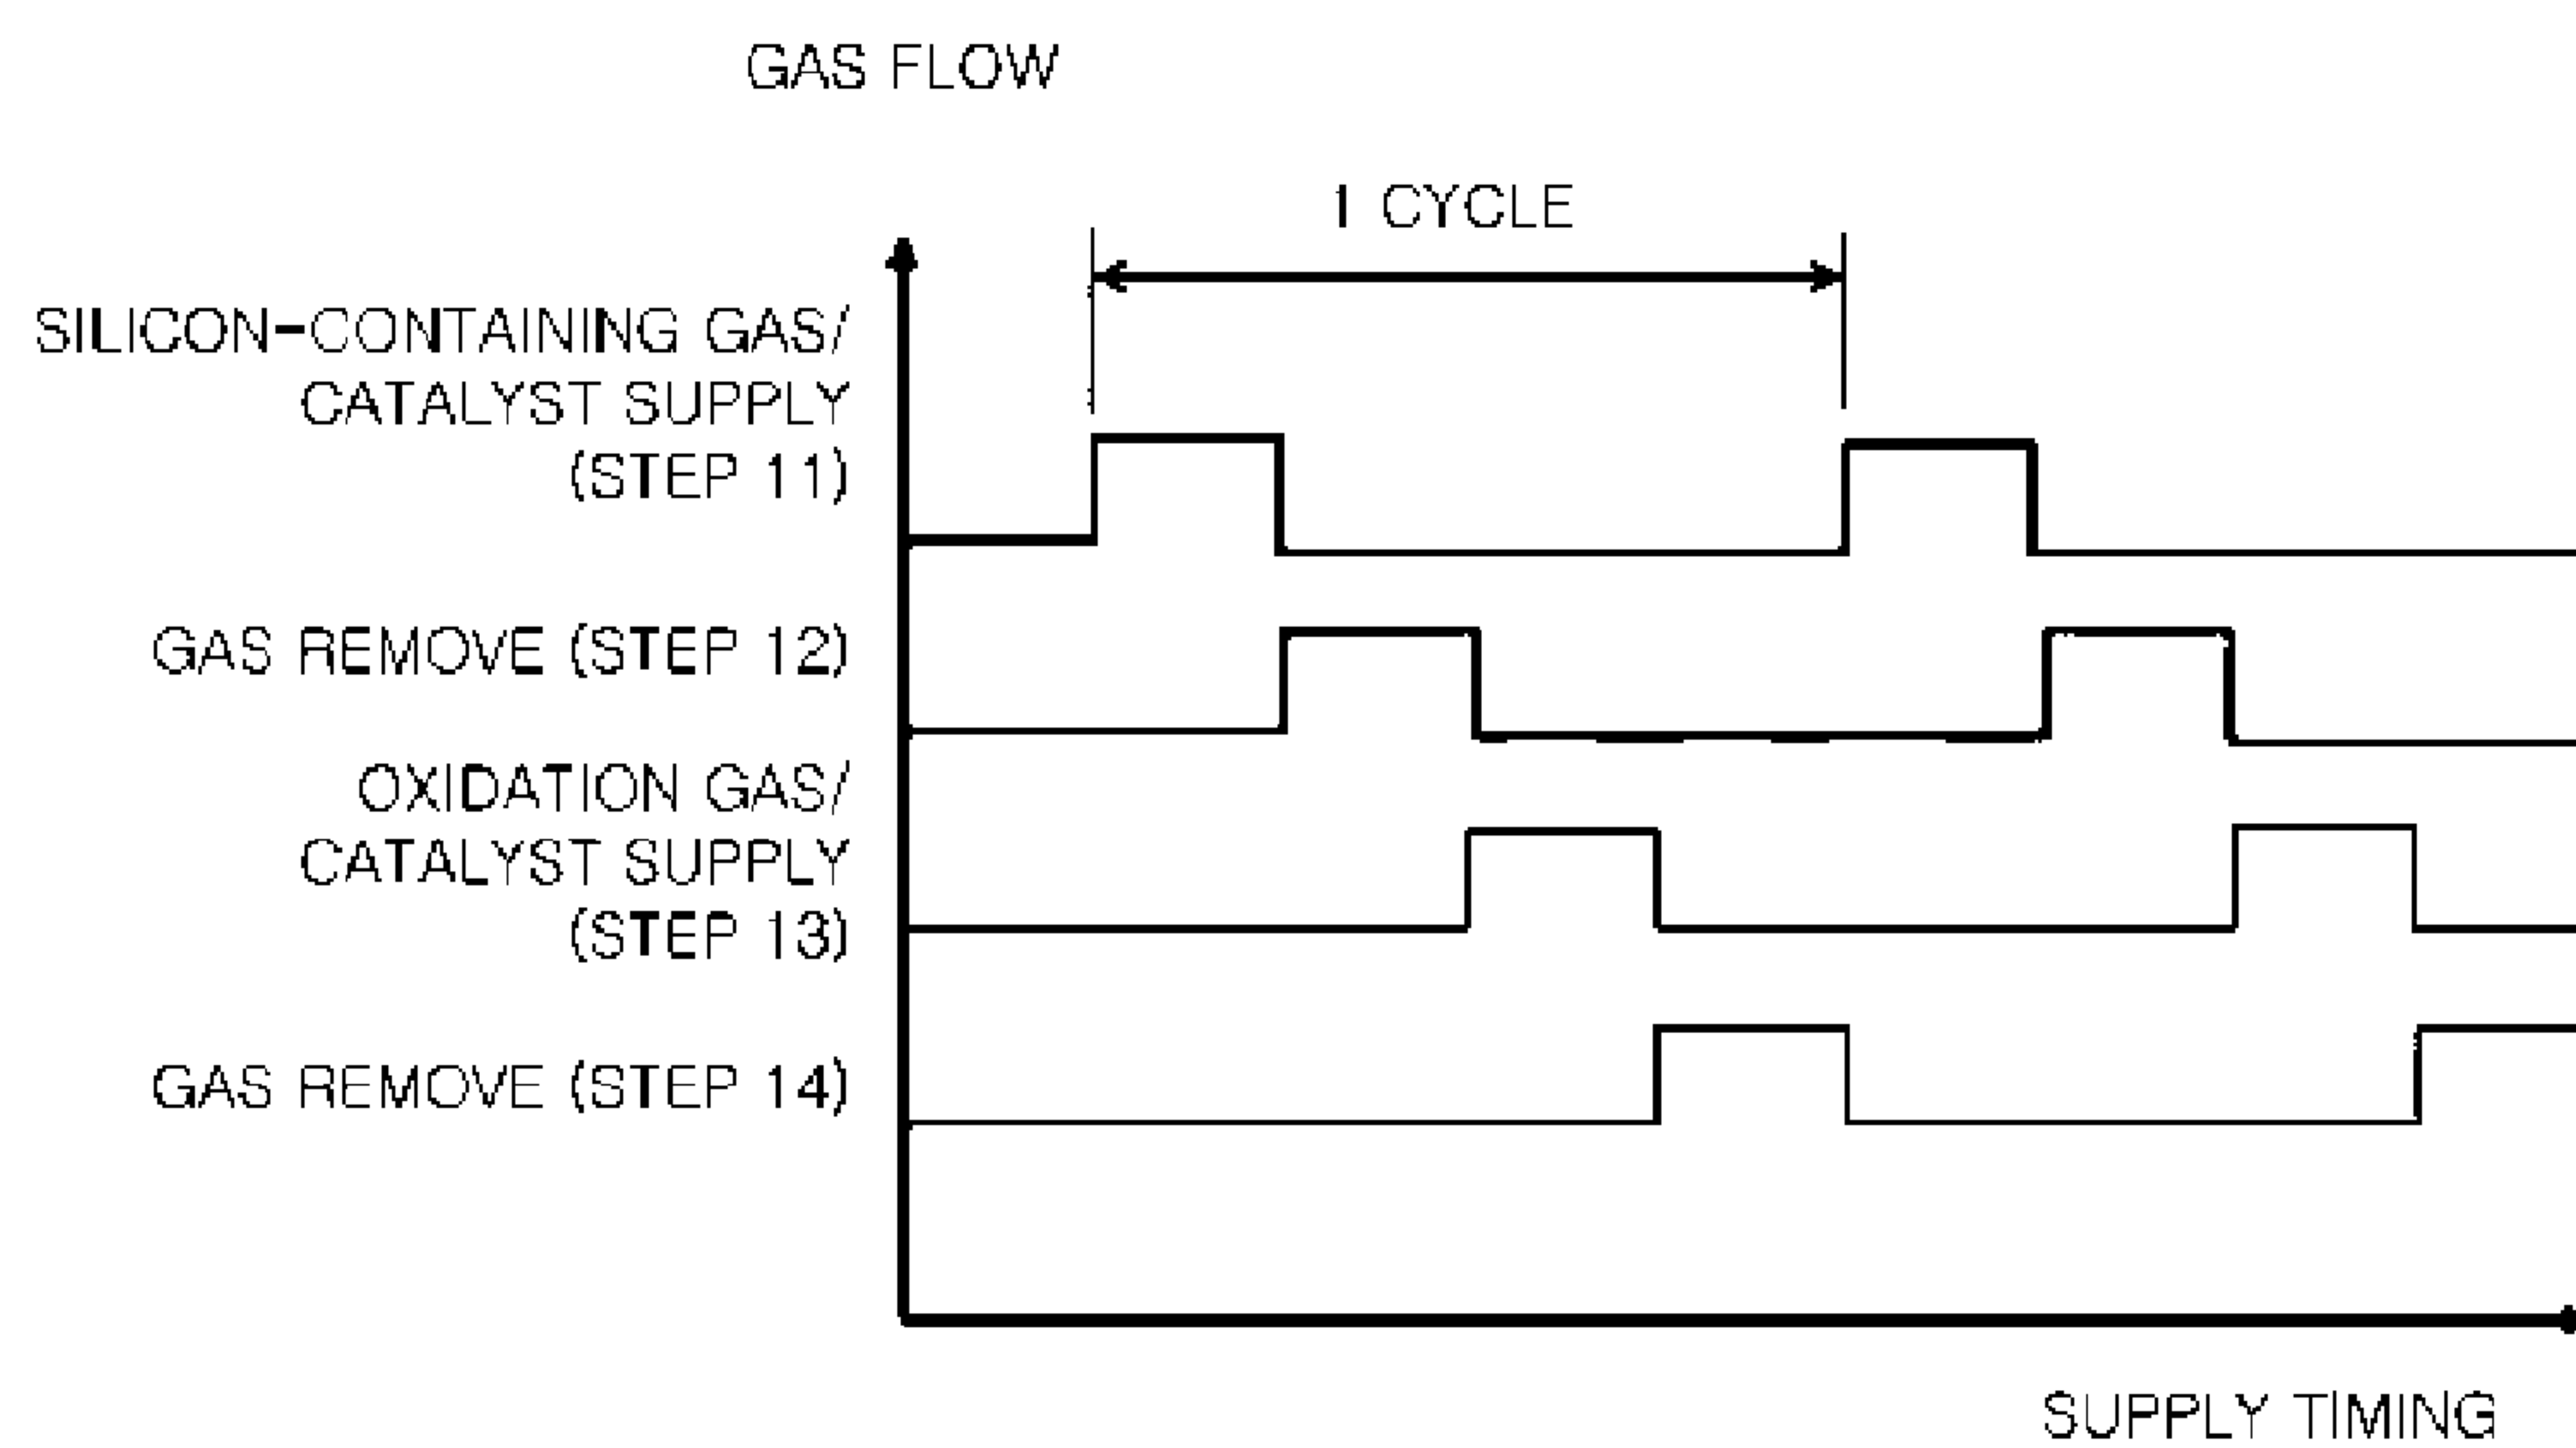 GAS FLOW
1 CYCLE
SILICON-CONTAINING GAS/
CATALYST SUPPLY
(STEP 11)
GAS REMOVE (STEP 12)
OXIDATION GAS/
CATALYST SUPPLY
(STEP 13)
GAS REMOVE (STEP 14)
SUPPLY TIMING